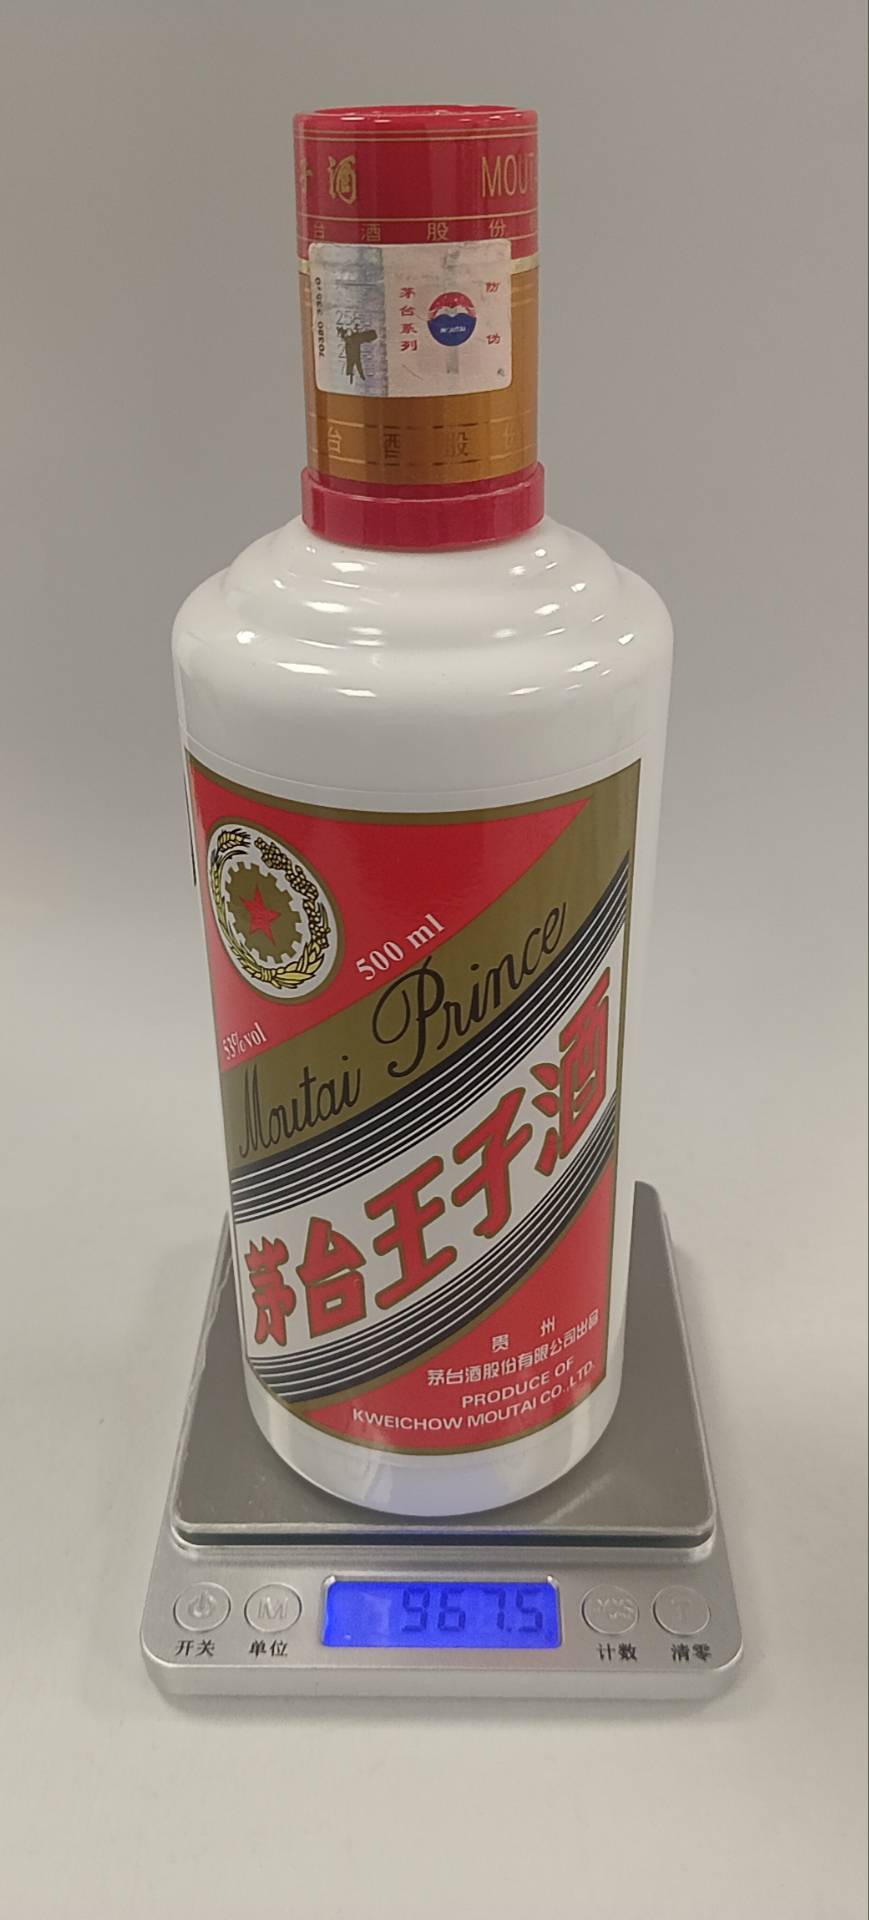 子酒 MOUT
台 酒 股 份
防伪
茅台系列
MOUTAI
台 酒 股 份
500 ml
53%vol
Moutai Prince
茅台王子酒
贵 州
茅台酒股份有限公司出品
PRODUCE OF
KWEICHOW MOUTAI CO.,LTD.
M
967.5
T
开关
单位
计数
清零